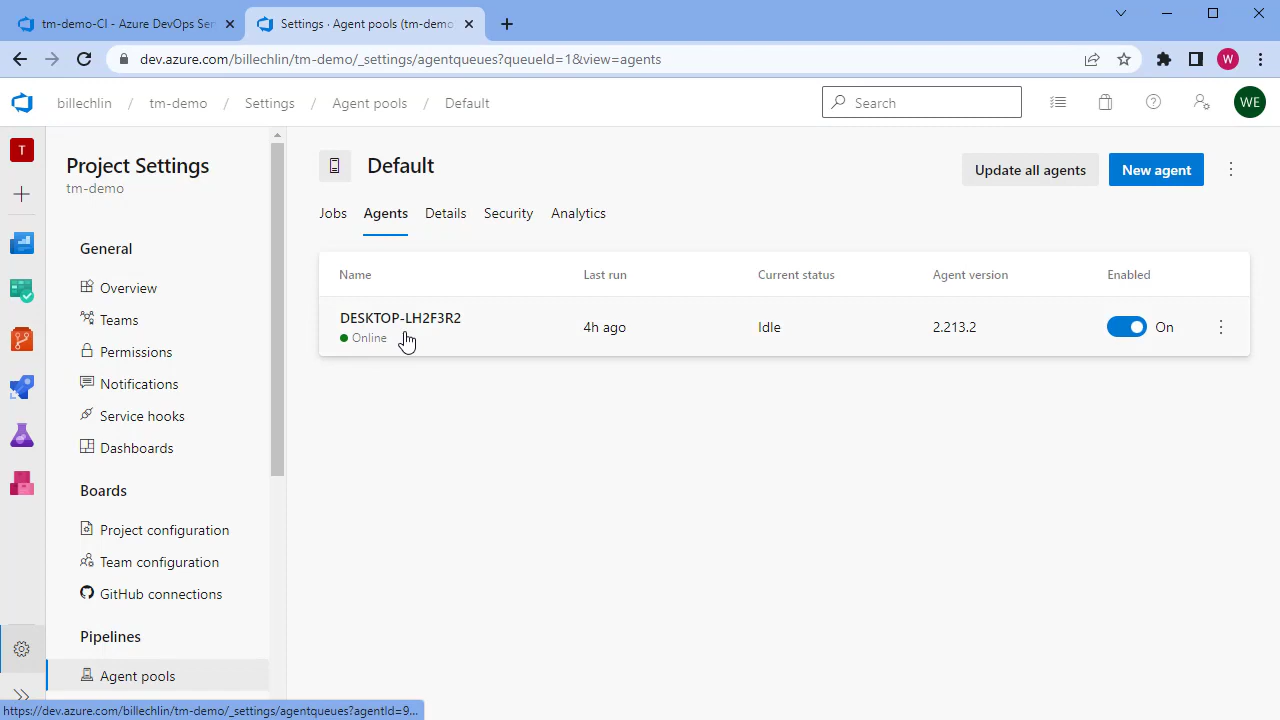 tm-demo-CI - Azure DevOps Ser
Settings · Agent pools (tm-demo
dev.azure.com/billechlin/tm-demo/_settings/agentqueues?queueId=1&view=agents
W
billechlin / tm-demo / Settings / Agent pools / Default
Search
WE
T
Project Settings
tm-demo
General
Overview
Teams
Permissions
Notifications
Service hooks
Dashboards
Boards
Project configuration
Team configuration
GitHub connections
Pipelines
Agent pools
Default
Update all agents
New agent
Jobs Agents Details Security Analytics
Name Last run Current status Agent version Enabled
DESKTOP-LH2F3R2
Online
4h ago Idle 2.213.2 On
https://dev.azure.com/billechlin/tm-demo/_settings/agentqueues?agentId=9...